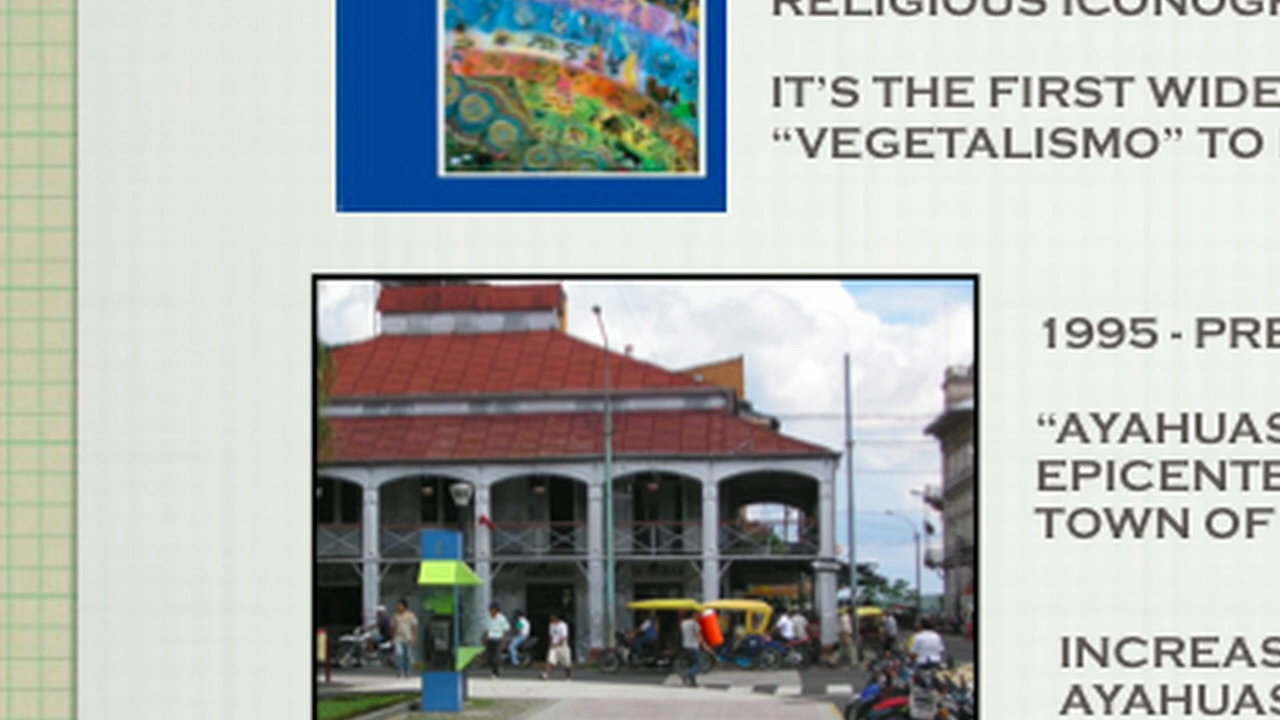 IT’S THE FIRST WIDE
“VEGETALISMO” TO
1995 - PRE
“AYAHUAS
EPICENTE
TOWN OF
INCREAS
AYAHUAS